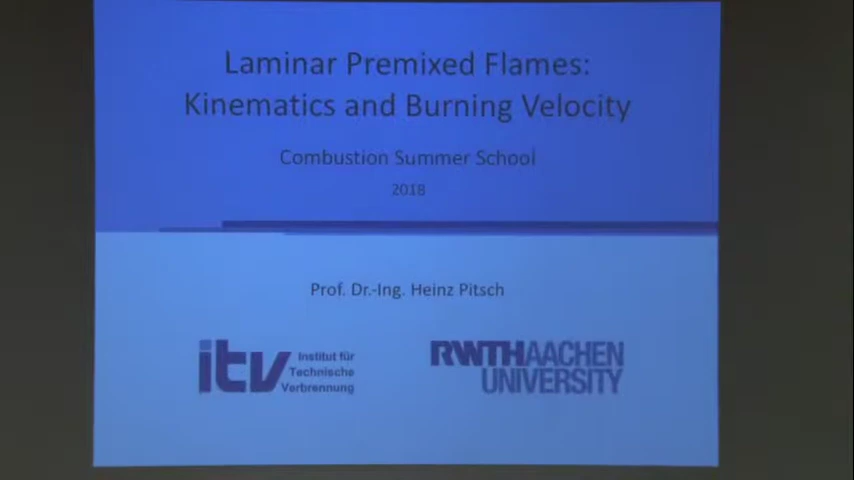 Laminar Premixed Flames:
Kinematics and Burning Velocity
Combustion Summer School
2018
Prof. Dr.-Ing. Heinz Pitsch
itv Institut für
Technische
Verbrennung
RWTHAACHEN
UNIVERSITY